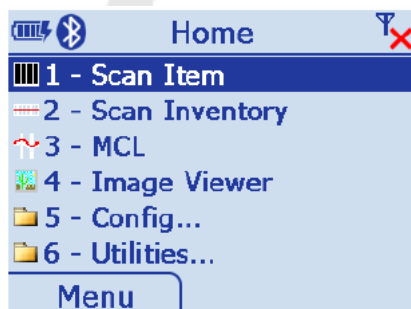 Home
1 - Scan Item
2 - Scan Inventory
3 - MCL
4 - Image Viewer
5 - Config...
6 - Utilities...
Menu